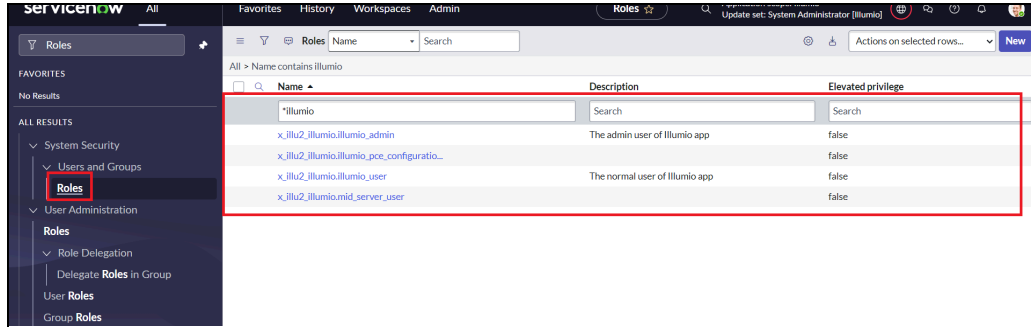 servicenow All Favorites History Workspaces Admin Roles ☆
Update set: System Administrator [Illumio]
Roles
Roles Name Search
Actions on selected rows... New
FAVORITES
No Results
ALL RESULTS
System Security
Users and Groups
Roles
User Administration
Roles
Role Delegation
Delegate Roles in Group
User Roles
Group Roles
All > Name contains illumio
Name Description Elevated privilege
*illumio Search Search
x_illu2_illumio.illumio_admin The admin user of Illumio app false
x_illu2_illumio.illumio_pce_configuratio... false
x_illu2_illumio.illumio_user The normal user of Illumio app false
x_illu2_illumio.mid_server_user false